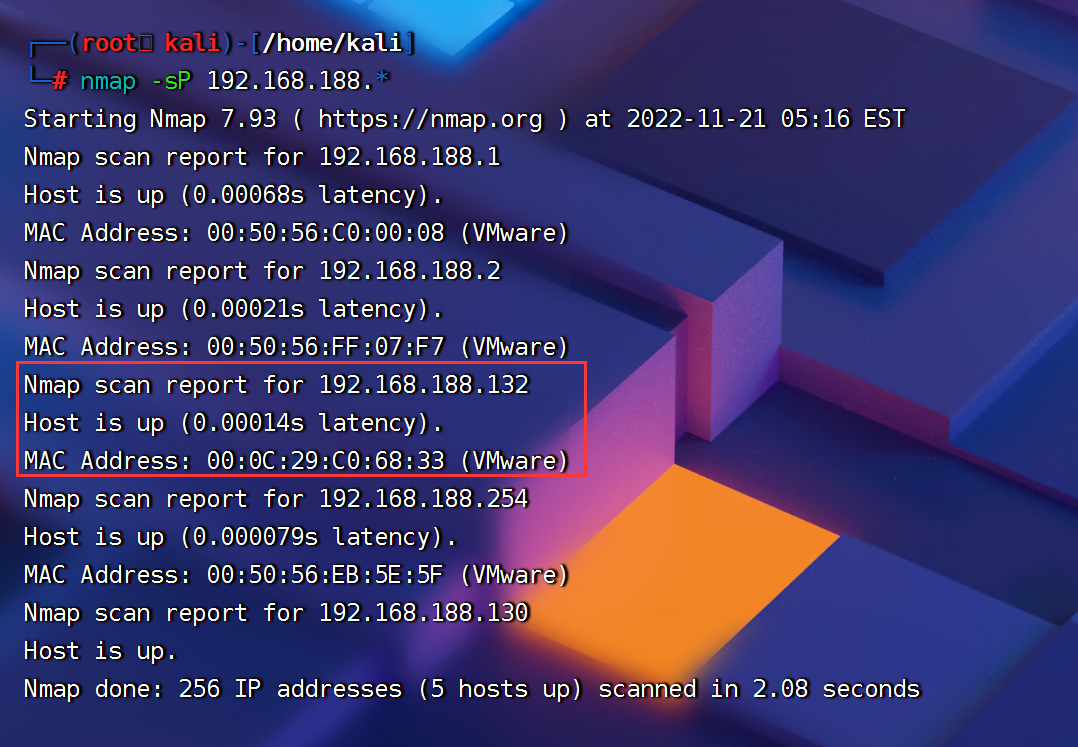 ┌──(root㉿ kali)-[/home/kali]
└─# nmap -sP 192.168.188.*
Starting Nmap 7.93 ( https://nmap.org ) at 2022-11-21 05:16 EST
Nmap scan report for 192.168.188.1
Host is up (0.00068s latency).
MAC Address: 00:50:56:C0:00:08 (VMware)
Nmap scan report for 192.168.188.2
Host is up (0.00021s latency).
MAC Address: 00:50:56:FF:07:F7 (VMware)
Nmap scan report for 192.168.188.132
Host is up (0.00014s latency).
MAC Address: 00:0C:29:C0:68:33 (VMware)
Nmap scan report for 192.168.188.254
Host is up (0.000079s latency).
MAC Address: 00:50:56:EB:5E:5F (VMware)
Nmap scan report for 192.168.188.130
Host is up.
Nmap done: 256 IP addresses (5 hosts up) scanned in 2.08 seconds